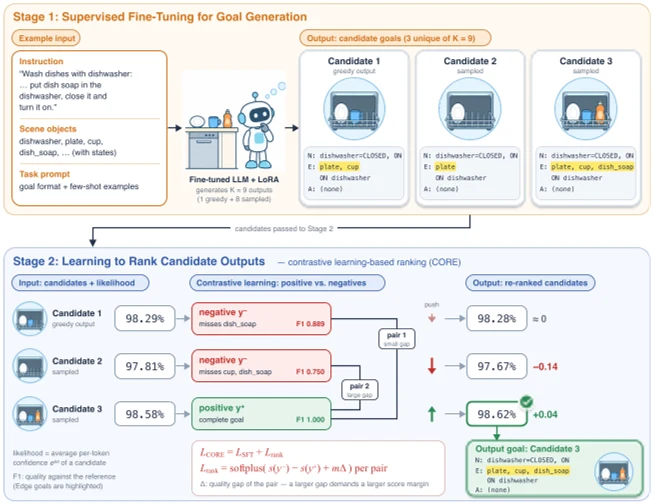 Stage 1: Supervised Fine-Tuning for Goal Generation
Example input
Instruction
"Wash dishes with dishwasher:
... put dish soap in the
dishwasher, close it and
turn it on."
Scene objects
dishwasher, plate, cup,
dish_soap, ... (with states)
Task prompt
goal format + few-shot examples
Fine-tuned LLM + LoRA
generates K = 9 outputs
(1 greedy + 8 sampled)
Output: candidate goals (3 unique of K = 9)
Candidate 1
greedy output
N: dishwasher=CLOSED, ON
E: plate, cup
ON dishwasher
A: (none)
Candidate 2
sampled
N: dishwasher=CLOSED, ON
E: plate
ON dishwasher
A: (none)
Candidate 3
sampled
N: dishwasher=CLOSED, ON
E: plate, cup, dish_soap
ON dishwasher
A: (none)
candidates passed to Stage 2
Stage 2: Learning to Rank Candidate Outputs — contrastive learning-based ranking (CORE)
Input: candidates + likelihood
Contrastive learning: positive vs. negatives
Output: re-ranked candidates
Candidate 1
greedy output
98.29%
negative y⁻
misses dish_soap
F1 0.889
push
98.28%
≈ 0
pair 1
small gap
Candidate 2
sampled
97.81%
negative y⁻
misses cup, dish_soap
F1 0.750
97.67%
−0.14
pair 2
large gap
Candidate 3
sampled
98.58%
positive y⁺
complete goal
F1 1.000
98.62%
+0.04
likelihood = average per-token
confidence of a candidate
F1: quality against the reference
(Edge goals are highlighted)
L_CORE = L_SFT + L_rank
L_rank = softplus( s(y⁻) − s(y⁺) + mΔ ) per pair
Δ: quality gap of the pair — a larger gap demands a larger score margin
Output goal: Candidate 3
N: dishwasher=CLOSED, ON
E: plate, cup, dish_soap
ON dishwasher
A: (none)